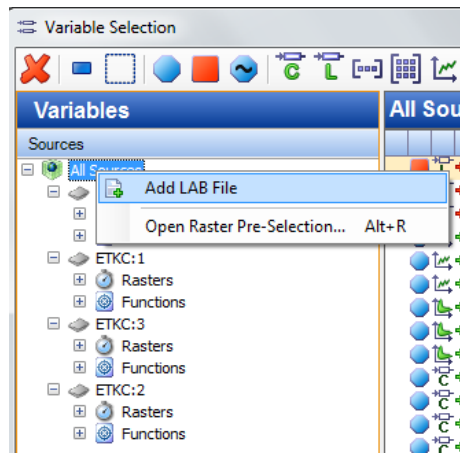 Variable Selection
C L
Variables
All Sou
Sources
All Sources
Add LAB File
Open Raster Pre-Selection... Alt+R
ETKC:1
Rasters
Functions
ETKC:3
Rasters
Functions
ETKC:2
Rasters
Functions
C
C
C
C